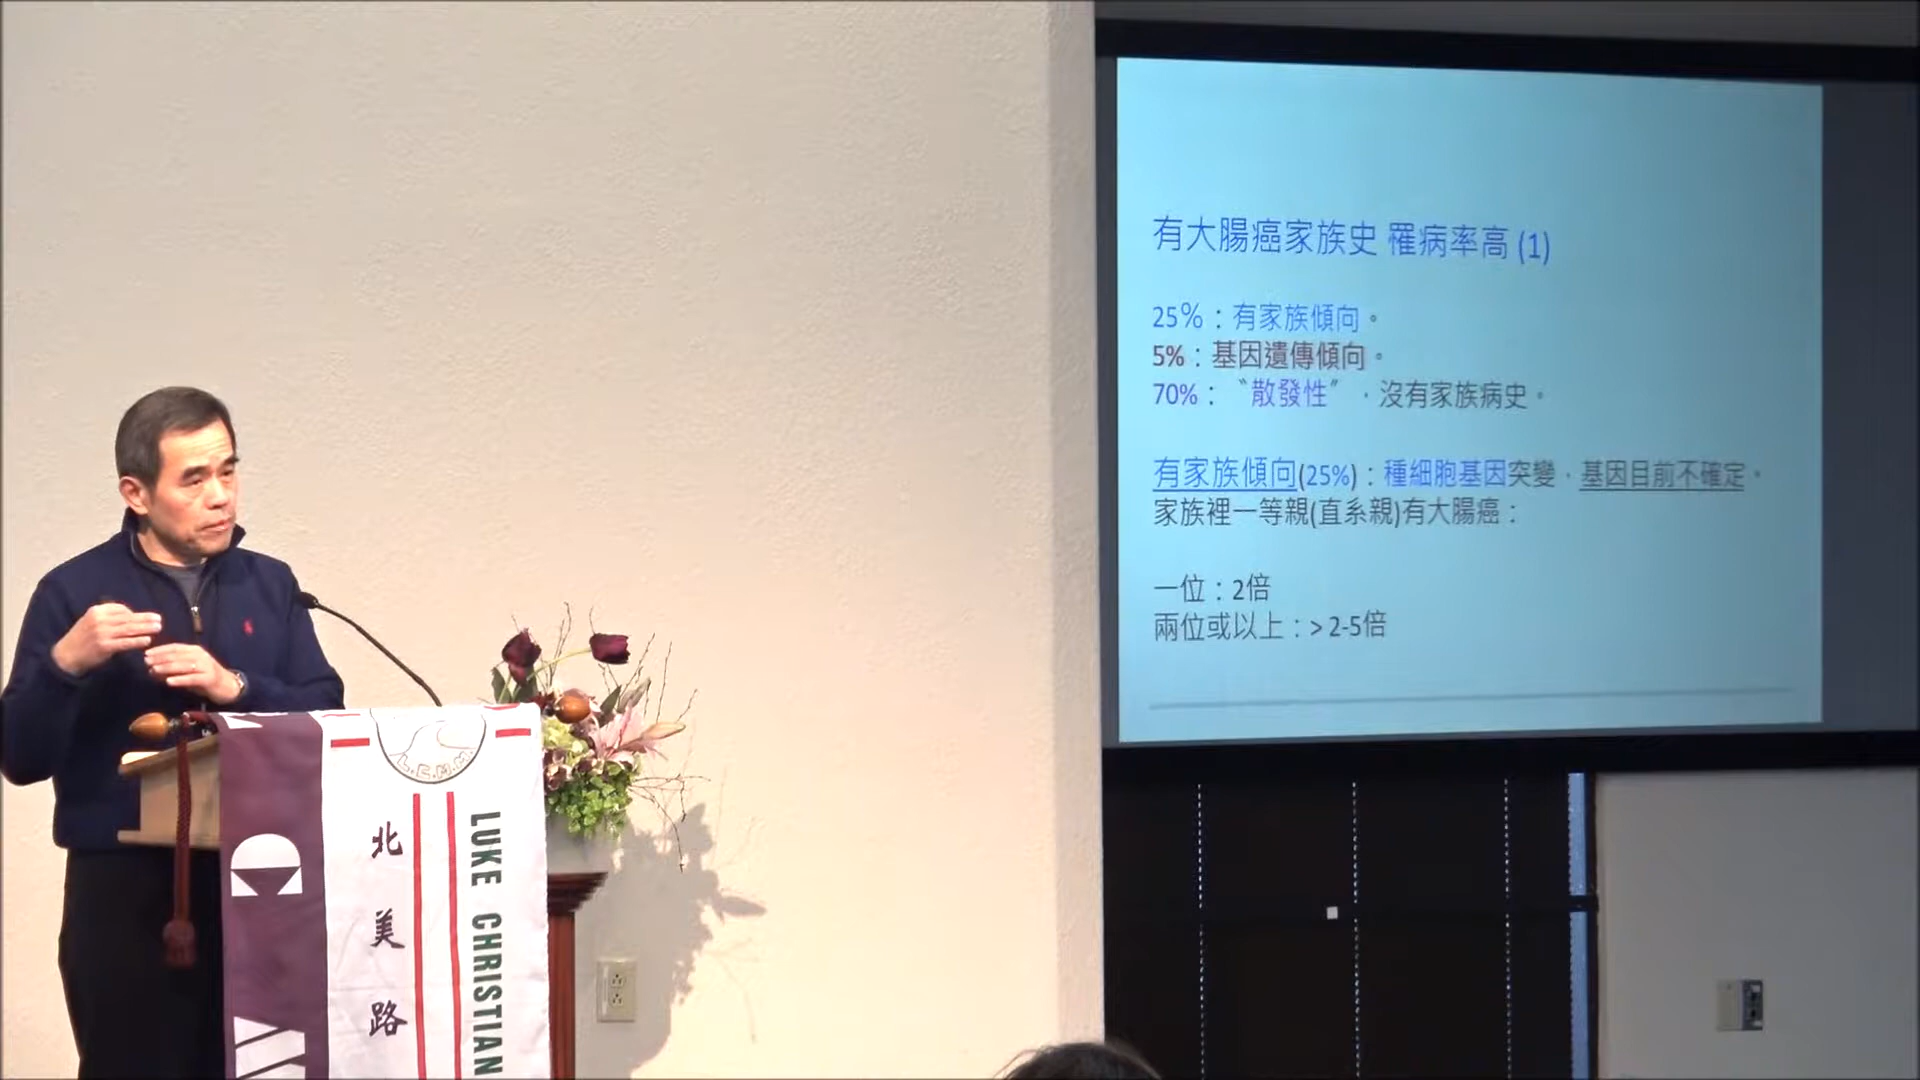 有大腸癌家族史 罹病率高 (1)
25%：有家族傾向。
5%：基因遺傳傾向。
70%：〝散發性〞，沒有家族病史。
有家族傾向(25%)：種細胞基因突變，基因目前不確定。
家族裡一等親(直系親)有大腸癌：
一位：2倍
兩位或以上：> 2-5倍
L.C.M.M.
北美路
LUKE CHRISTIAN